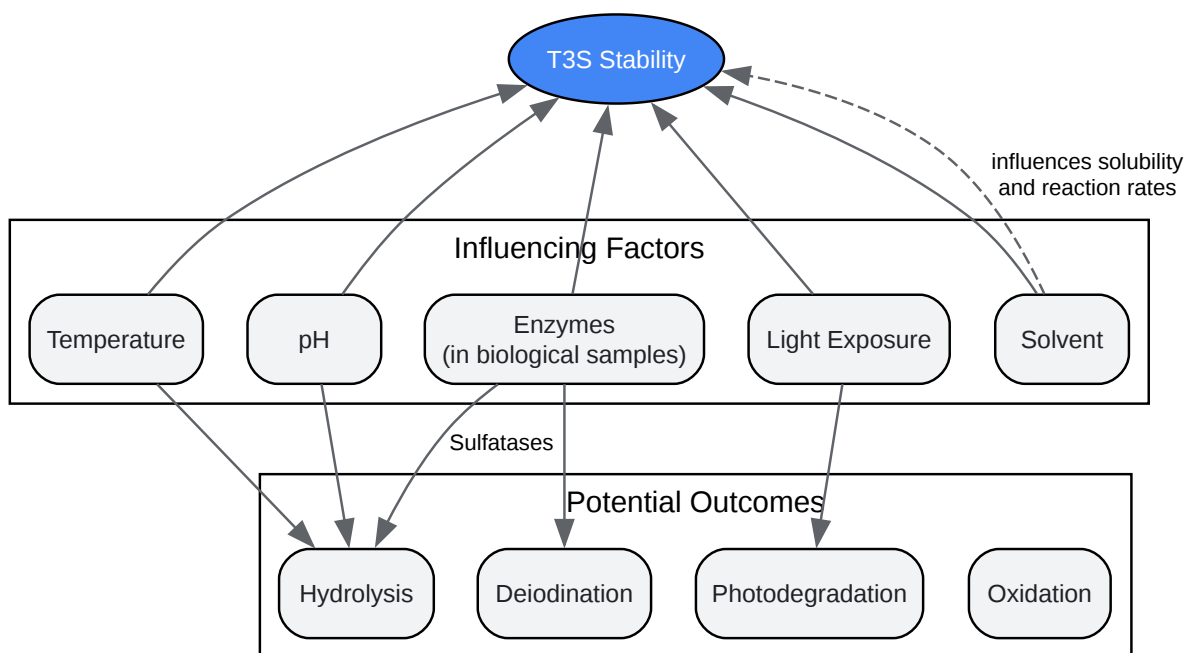 T3S Stability
influences solubility
and reaction rates
Influencing Factors
Temperature
pH
Enzymes
(in biological samples)
Light Exposure
Solvent
Sulfatases
Potential Outcomes
Hydrolysis
Deiodination
Photodegradation
Oxidation